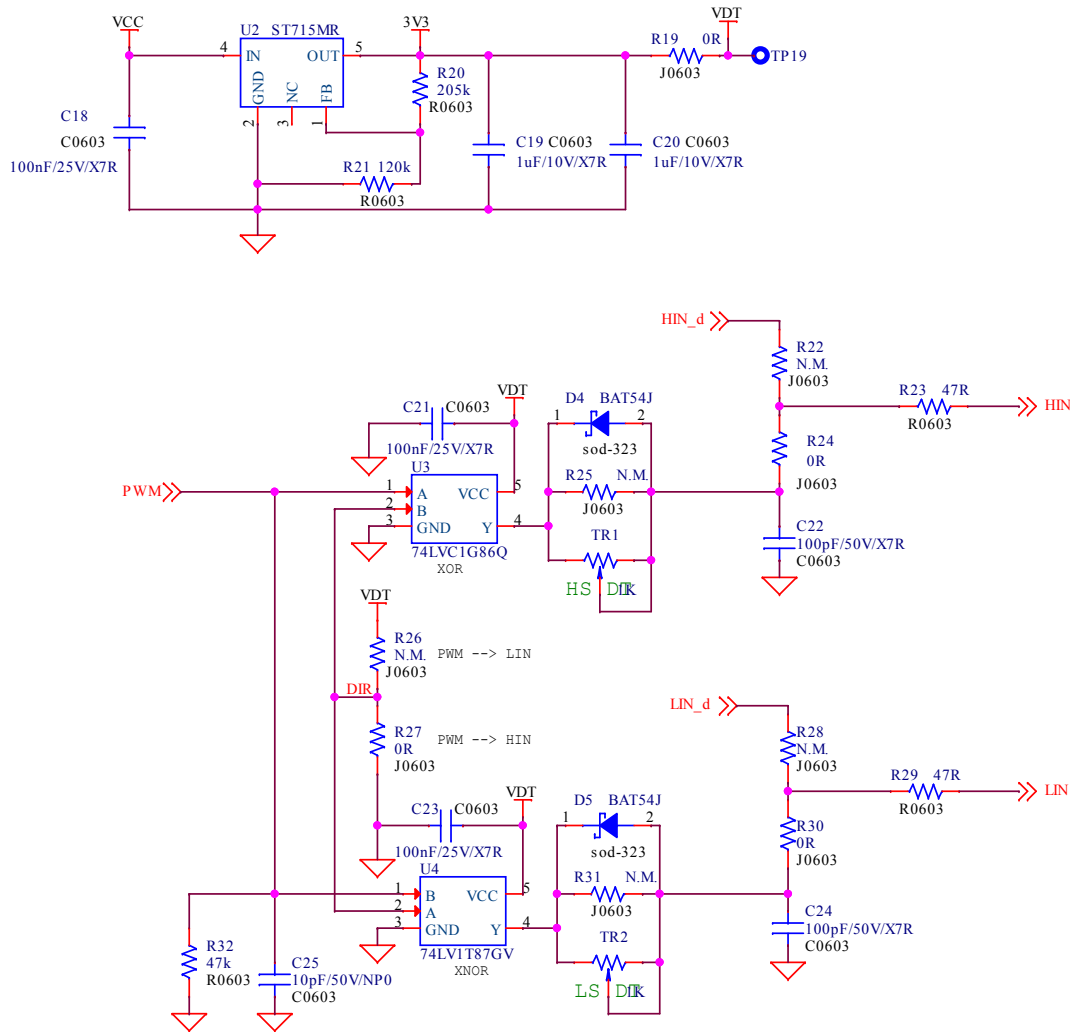 VCC
U2 ST715MR
3V3
VDT
4 IN OUT 5
GND NC FB
2 3 1
R20
205k
R0603
R19 0R
J0603
TP19
C18
C0603
100nF/25V/X7R
R21 120k
R0603
C19 C0603
1uF/10V/X7R
C20 C0603
1uF/10V/X7R
HIN_d
R22
N.M.
J0603
R23 47R
R0603
HIN
R24
0R
J0603
C22
100pF/50V/X7R
C0603
VDT
C21 C0603
100nF/25V/X7R
D4 BAT54J
1 2
sod-323
R25 N.M.
J0603
TR1
HS DT
1K
PWM
U3
1 A VCC 5
2 B
3 GND Y 4
74LVC1G86Q
XOR
VDT
R26
N.M.
J0603
PWM --> LIN
DIR
R27
0R
J0603
PWM --> HIN
LIN_d
R28
N.M.
J0603
R29 47R
R0603
LIN
R30
0R
J0603
C24
100pF/50V/X7R
C0603
VDT
C23 C0603
100nF/25V/X7R
D5 BAT54J
1 2
sod-323
R31 N.M.
J0603
TR2
LS DT
1K
U4
1 B VCC 5
2 A
3 GND Y 4
74LV1T87GV
XNOR
R32
47k
R0603
C25
10pF/50V/NP0
C0603